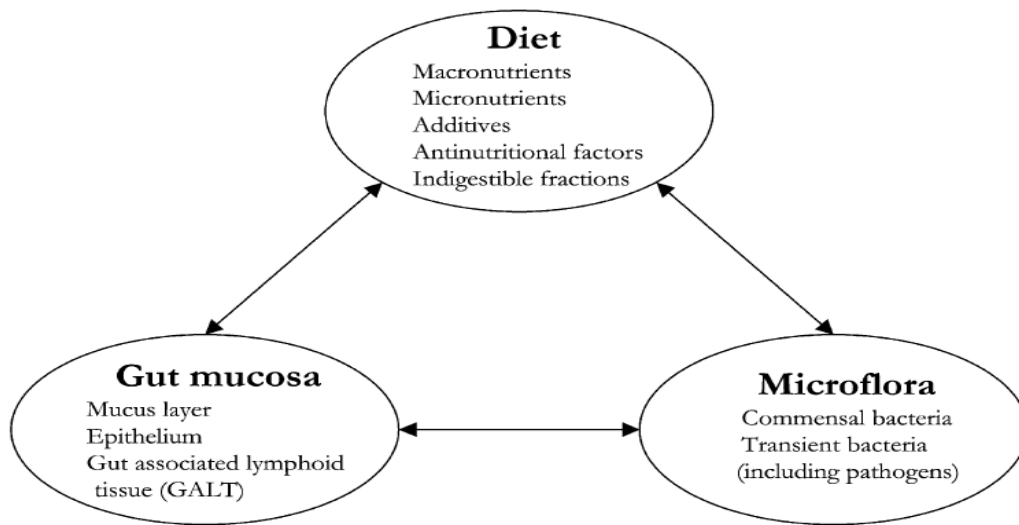 Diet
Macronutrients
Micronutrients
Additives
Antinutritional factors
Indigestible fractions
Gut mucosa
Mucus layer
Epithelium
Gut associated lymphoid
tissue (GALT)
Microflora
Commensal bacteria
Transient bacteria
(including pathogens)